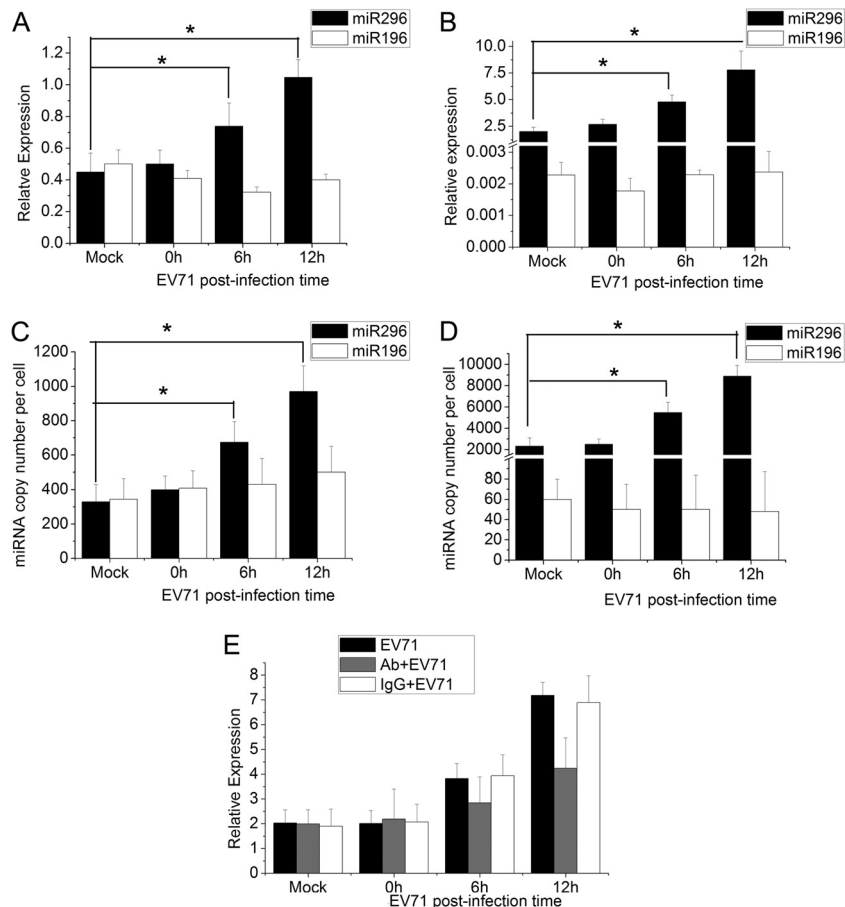 A
miR296
miR196
*
*
Relative Expression
1.4
1.2
1.0
0.8
0.6
0.4
0.2
0.0
Mock 0h 6h 12h
EV71 post-infection time
B
miR296
miR196
*
*
Relative expression
10.0
7.5
5.0
2.5
0.003
0.002
0.001
0.000
Mock 0h 6h 12h
EV71 post-infection time
C
miR296
miR196
*
*
miRNA copy number per cell
1200
1000
800
600
400
200
0
Mock 0h 6h 12h
EV71 post-infection time
D
miR296
miR196
*
*
miRNA copy number per cell
10000
8000
6000
4000
2000
80
60
40
20
0
Mock 0h 6h 12h
EV71 post-infection time
E
EV71
Ab+EV71
IgG+EV71
Relative Expression
8
7
6
5
4
3
2
1
0
Mock 0h 6h 12h
EV71 post-infection time